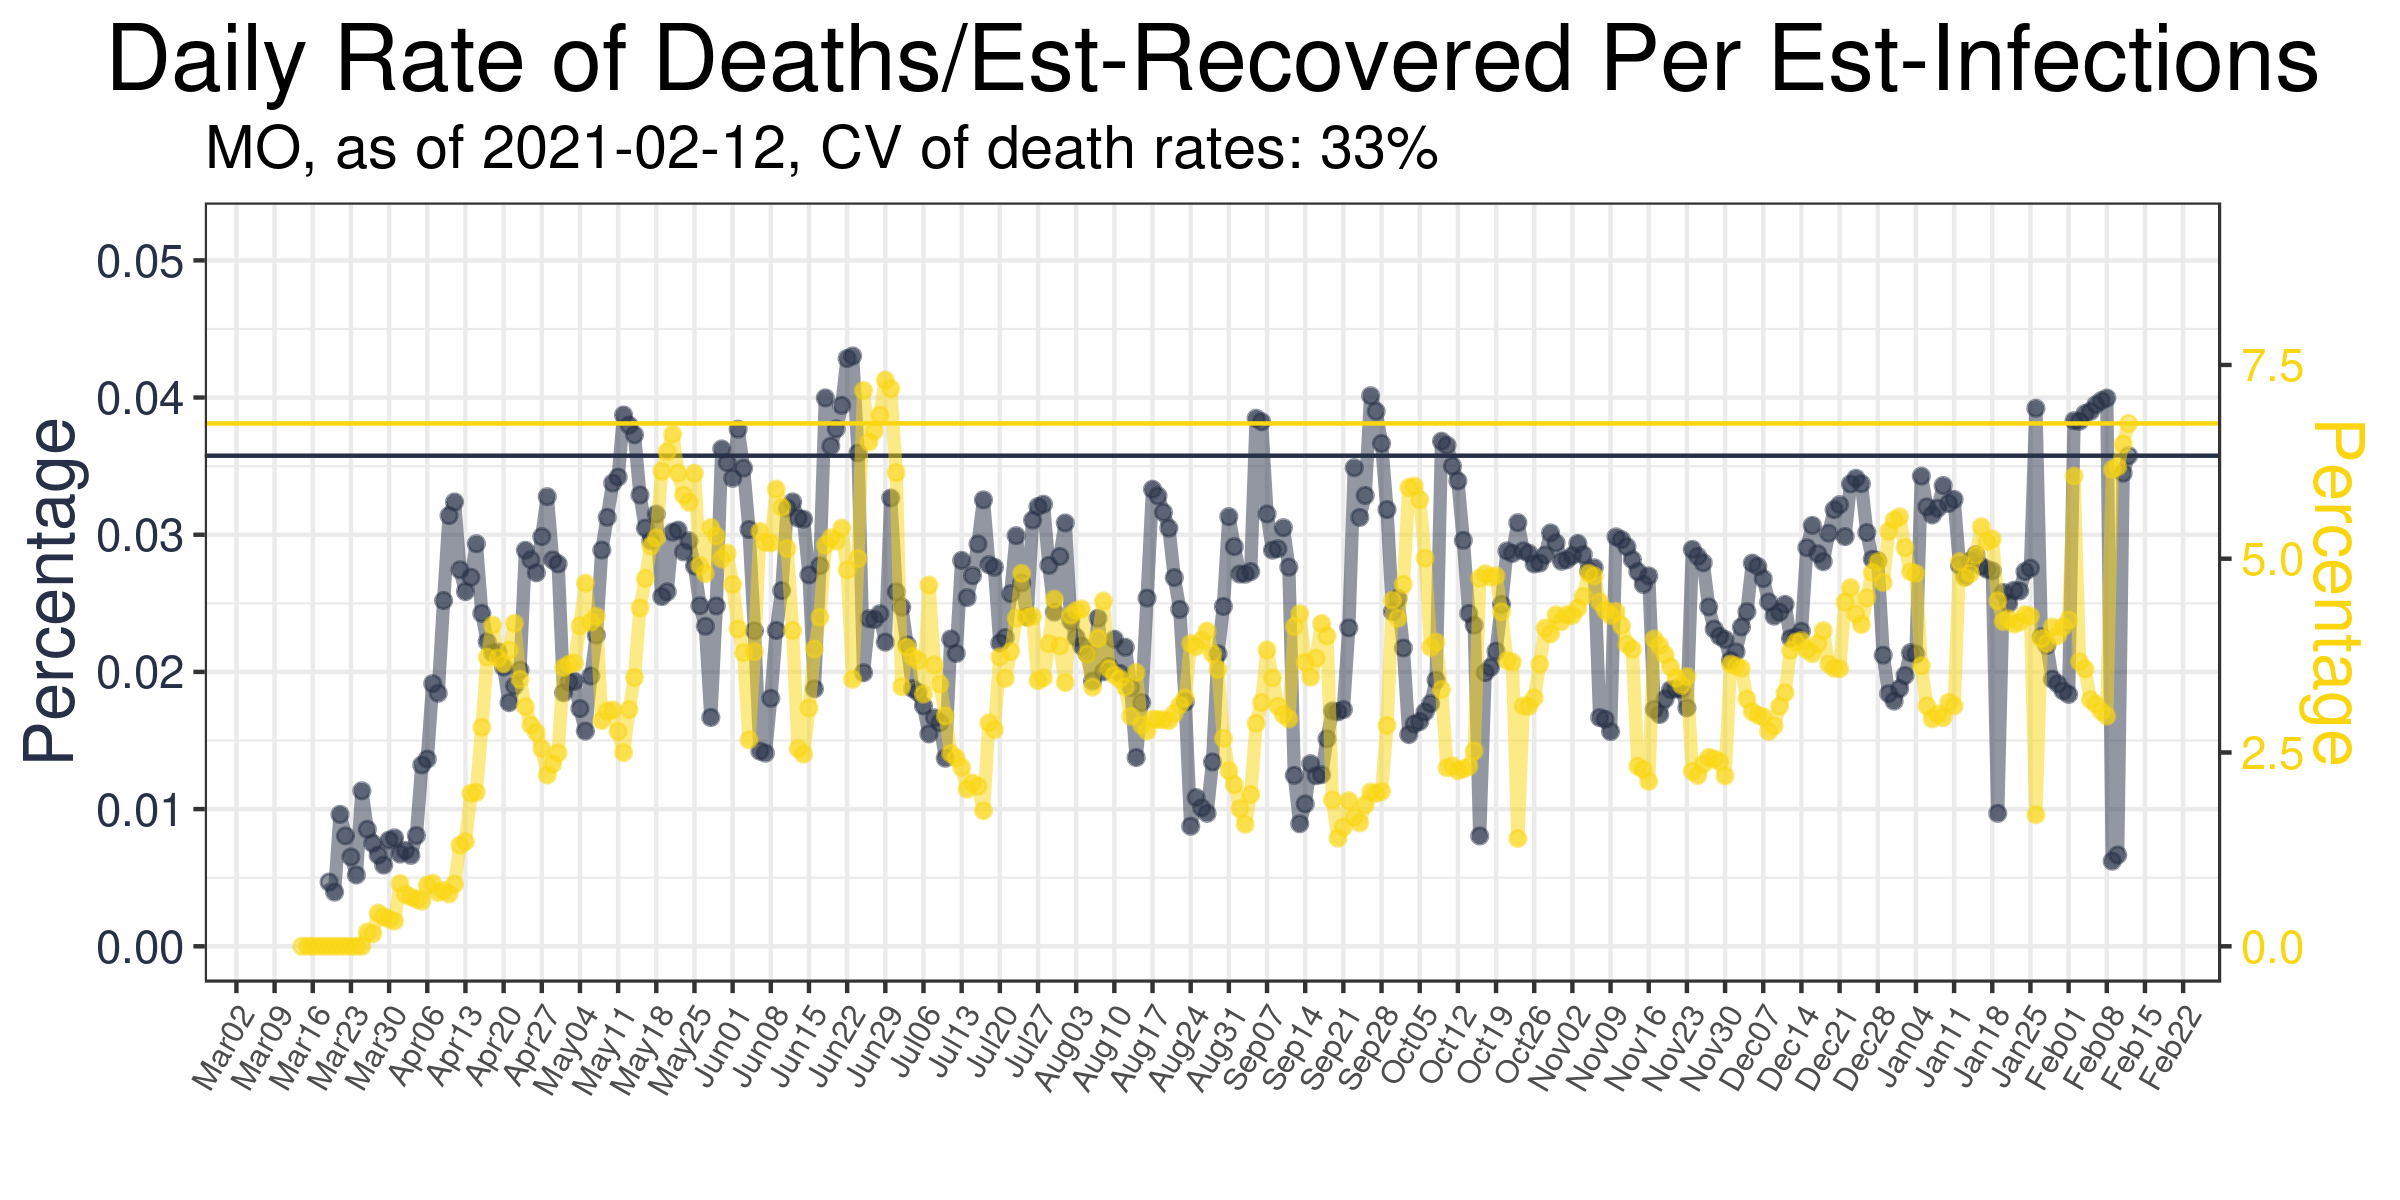 Daily Rate of Deaths/Est-Recovered Per Est-Infections
MO, as of 2021-02-12, CV of death rates: 33%
Percentage
0.05
0.04
0.03
0.02
0.01
0.00
7.5
5.0
2.5
0.0
Percentage
Mar02 Mar09 Mar16 Mar23 Mar30 Apr06 Apr13 Apr20 Apr27 May04 May11 May18 May25 Jun01 Jun08 Jun15 Jun22 Jun29 Jul06 Jul13 Jul20 Jul27 Aug03 Aug10 Aug17 Aug24 Aug31 Sep07 Sep14 Sep21 Sep28 Oct05 Oct12 Oct19 Oct26 Nov02 Nov09 Nov16 Nov23 Nov30 Dec07 Dec14 Dec21 Dec28 Jan04 Jan11 Jan18 Jan25 Feb01 Feb08 Feb15 Feb22